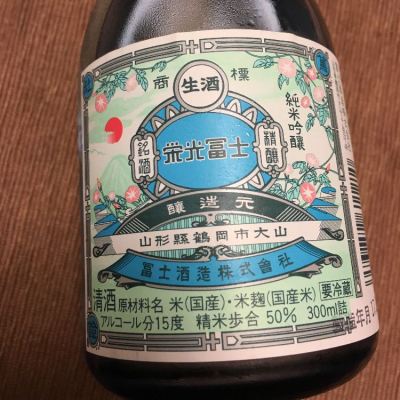 商標
生酒
純米吟醸
銘酒
栄光冨士
精醸
醸造元
山形縣鶴岡市大山
冨士酒造株式會社
清酒 原材料名 米(国産)・米麹(国産米) 要冷蔵
アルコール分15度 精米歩合 50% 300ml詰
年月